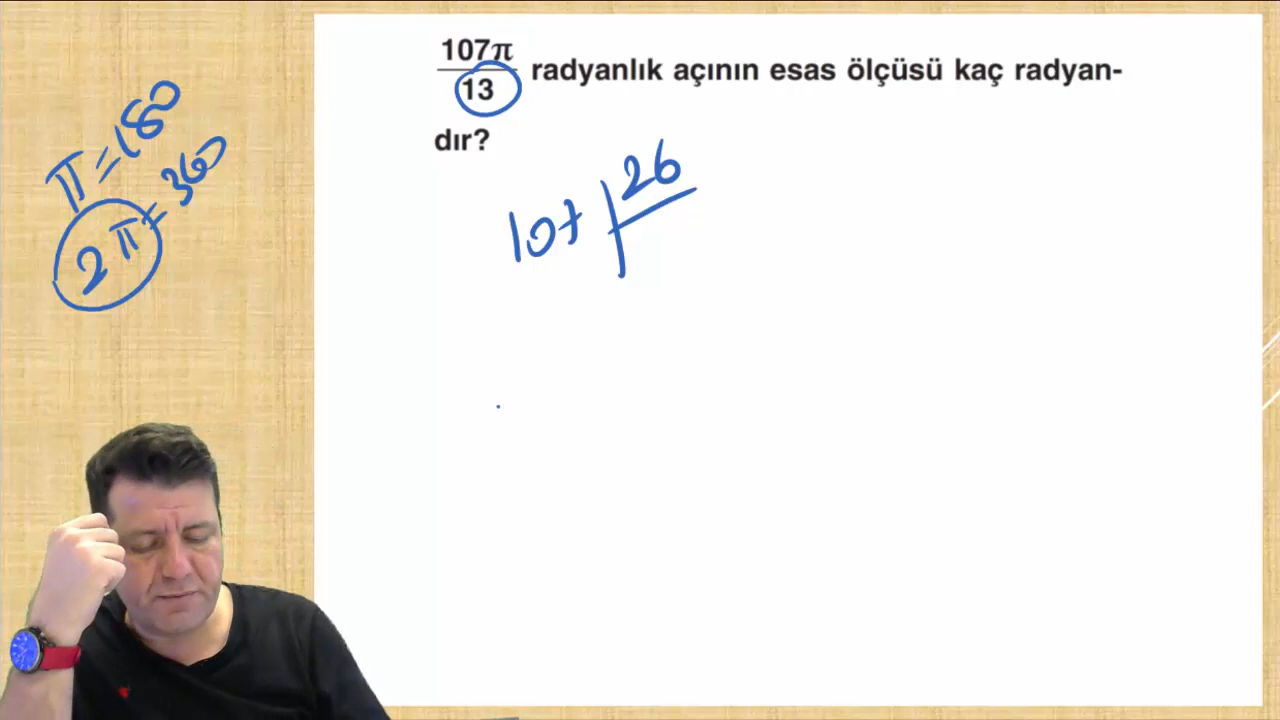 π = 180
2π = 360
107π
13
radyanlık açının esas ölçüsü kaç radyan-
dır?
107 | 26